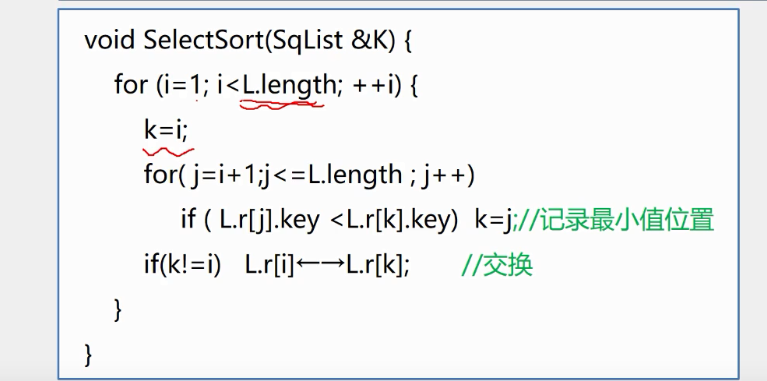 void SelectSort(SqList &K) {
for (i=1; i<L.length; ++i) {
k=i;
for( j=i+1;j<=L.length ; j++)
if ( L.r[j].key <L.r[k].key) k=j;//记录最小值位置
if(k!=i) L.r[i]←→L.r[k]; //交换
}
}